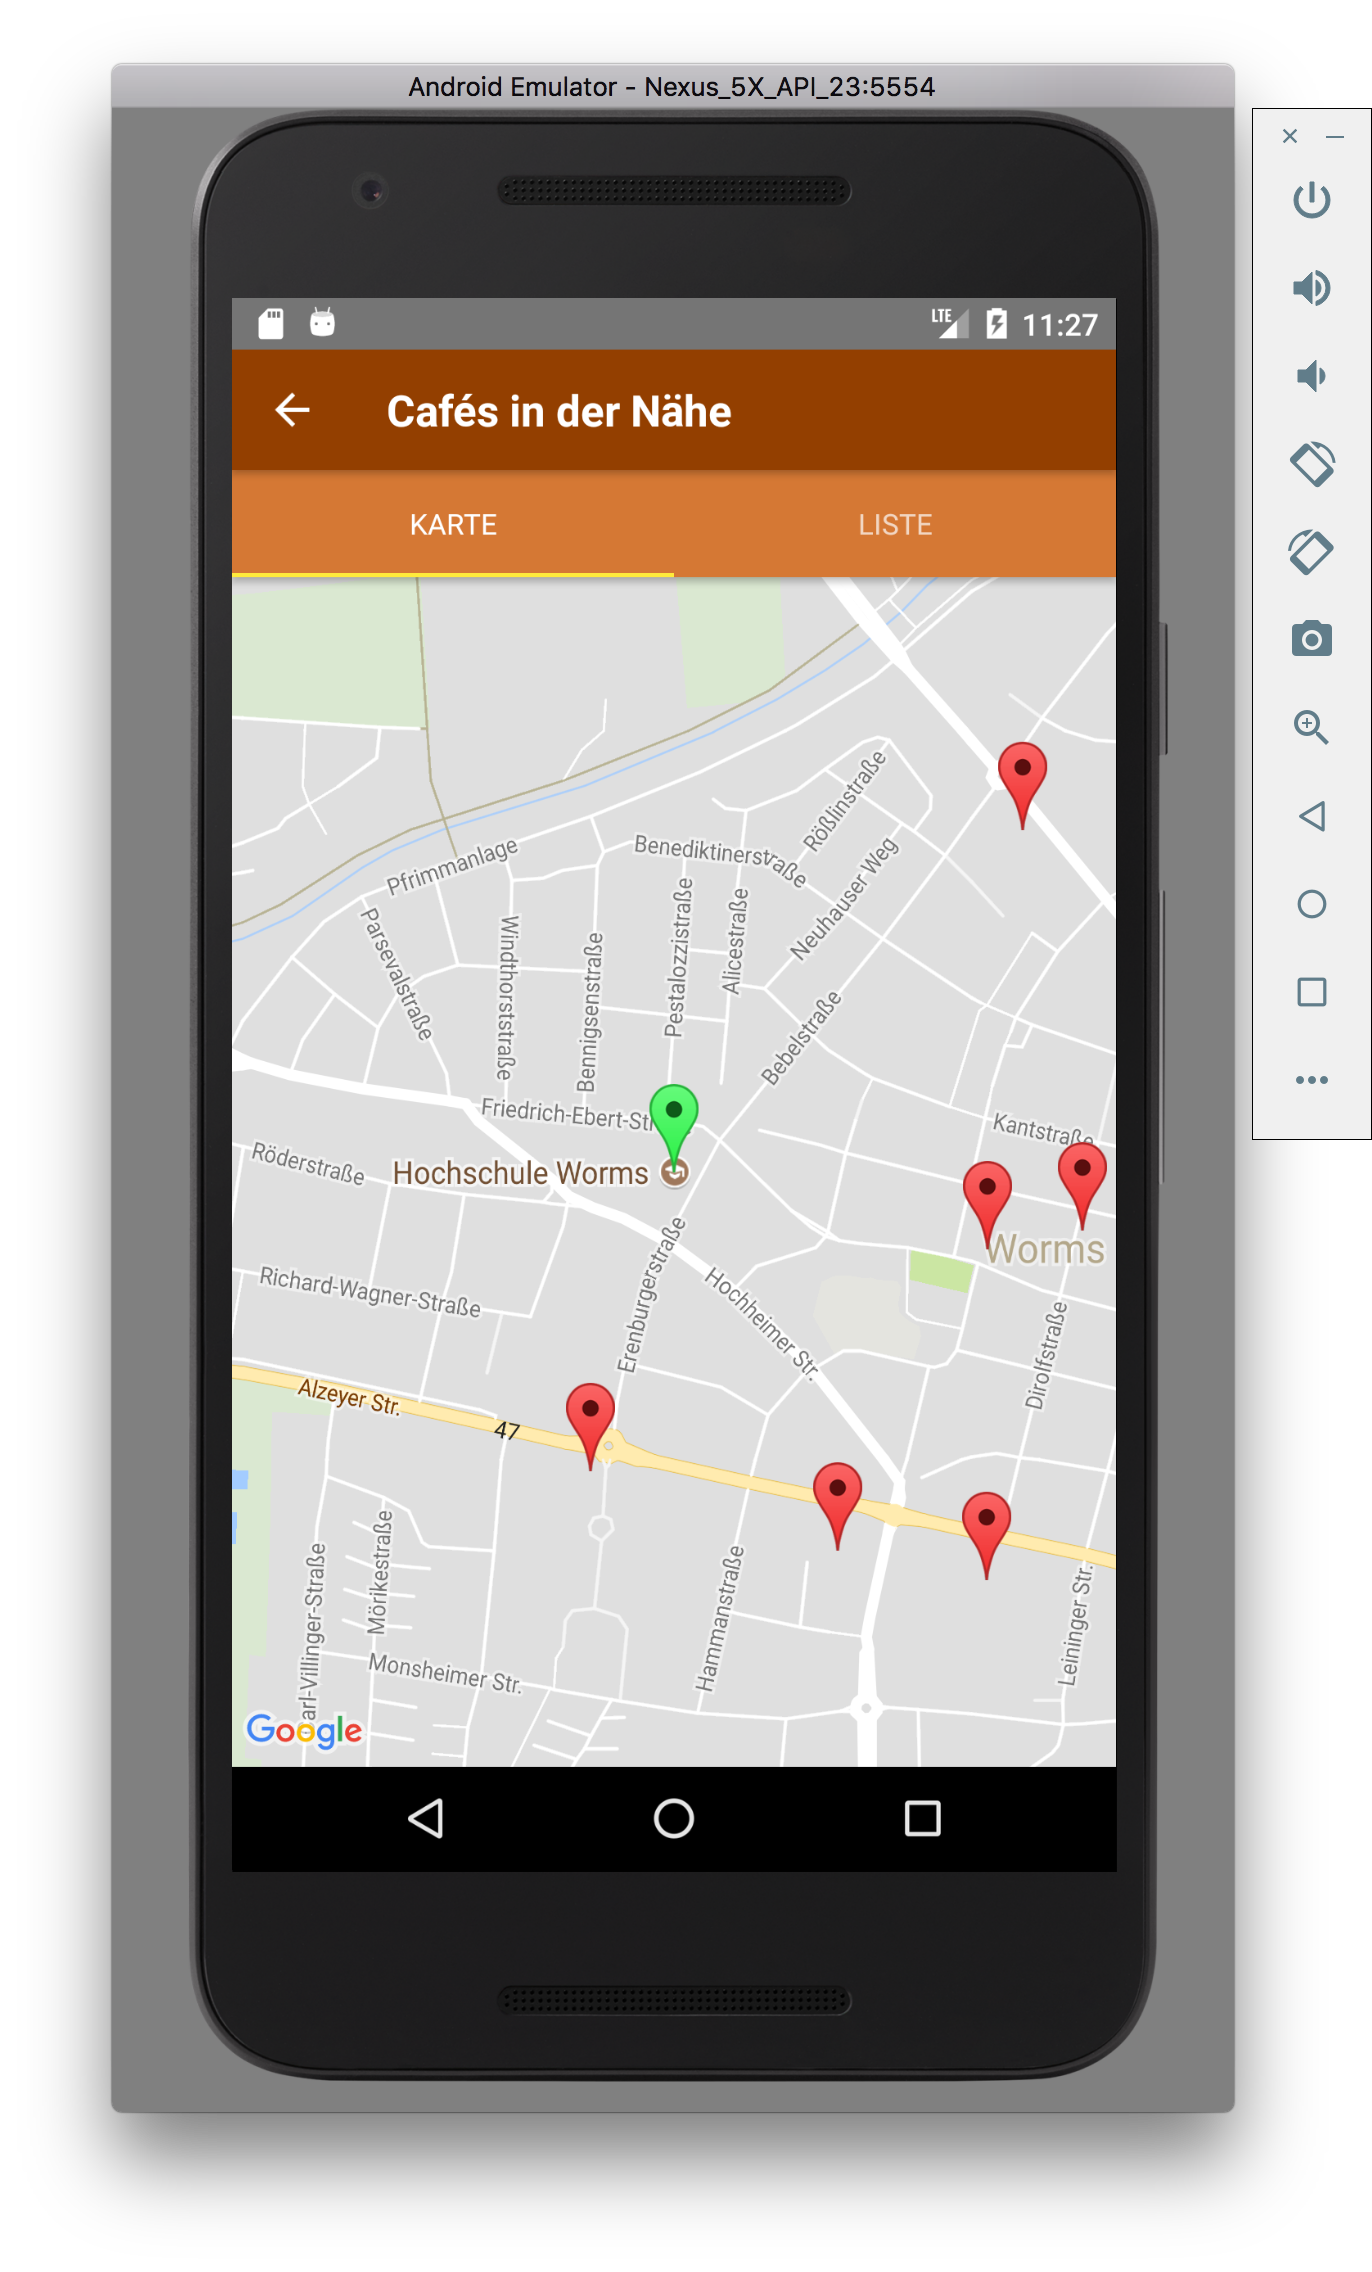 Android Emulator - Nexus_5X_API_23:5554
LTE 11:27
Cafés in der Nähe
KARTE LISTE
Rößlinstraße
Benediktinerstraße
Pfrimmanlage
Neuhauser Weg
Parsevalstraße
Windthorststraße
Bennigsenstraße
Pestalozzistraße
Alicestraße
Bebelstraße
Friedrich-Ebert-St
Kantstraße
Röderstraße
Hochschule Worms
Worms
Erenburgerstraße
Richard-Wagner-Straße
Hochheimer Str.
Dirolfstraße
Alzeyer Str.
47
Mörikestraße
arl-Villinger-Straße
Hammanstraße
Leininger Str.
Monsheimer Str.
Google